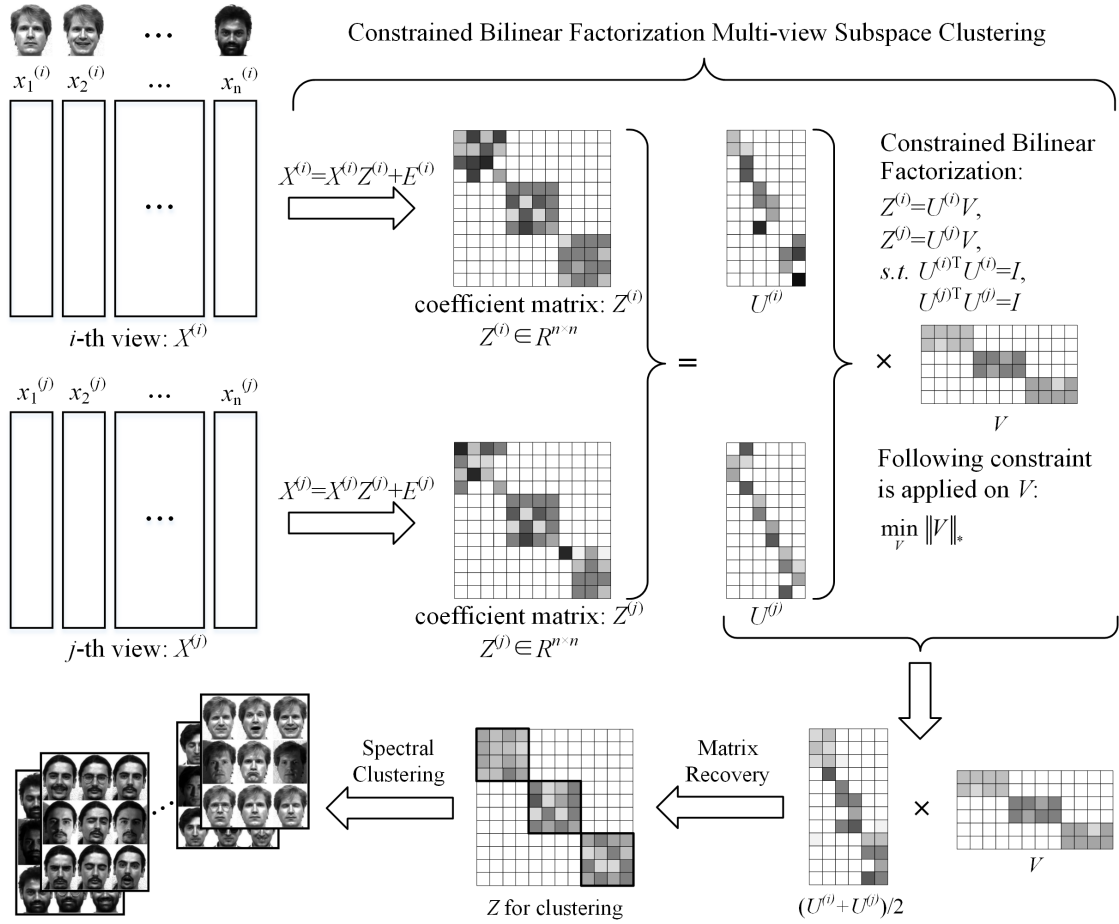 Constrained Bilinear Factorization Multi-view Subspace Clustering
...
x₁⁽ⁱ⁾ x₂⁽ⁱ⁾ ... xₙ⁽ⁱ⁾
...
X⁽ⁱ⁾=X⁽ⁱ⁾Z⁽ⁱ⁾+E⁽ⁱ⁾
coefficient matrix: Z⁽ⁱ⁾
Z⁽ⁱ⁾∈Rⁿˣⁿ
i-th view: X⁽ⁱ⁾
U⁽ⁱ⁾
Constrained Bilinear
Factorization:
Z⁽ⁱ⁾=U⁽ⁱ⁾V,
Z⁽ʲ⁾=U⁽ʲ⁾V,
s.t. U⁽ⁱ⁾ᵀU⁽ⁱ⁾=I,
U⁽ʲ⁾ᵀU⁽ʲ⁾=I
= ×
V
x₁⁽ʲ⁾ x₂⁽ʲ⁾ ... xₙ⁽ʲ⁾
...
X⁽ʲ⁾=X⁽ʲ⁾Z⁽ʲ⁾+E⁽ʲ⁾
coefficient matrix: Z⁽ʲ⁾
Z⁽ʲ⁾∈Rⁿˣⁿ
j-th view: X⁽ʲ⁾
U⁽ʲ⁾
Following constraint
is applied on V:
min ‖V‖*
V
Spectral
Clustering
Matrix
Recovery
...
×
Z for clustering
(U⁽ⁱ⁾+U⁽ʲ⁾)/2
V